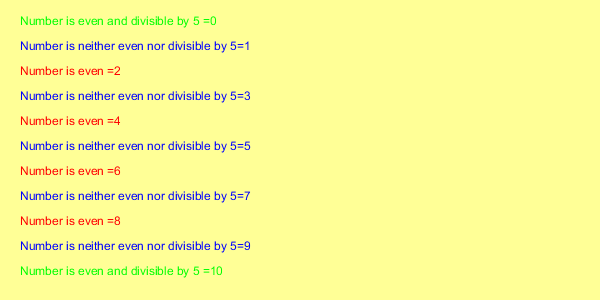 Number is even and divisible by 5 =0
Number is neither even nor divisible by 5=1
Number is even =2
Number is neither even nor divisible by 5=3
Number is even =4
Number is neither even nor divisible by 5=5
Number is even =6
Number is neither even nor divisible by 5=7
Number is even =8
Number is neither even nor divisible by 5=9
Number is even and divisible by 5 =10